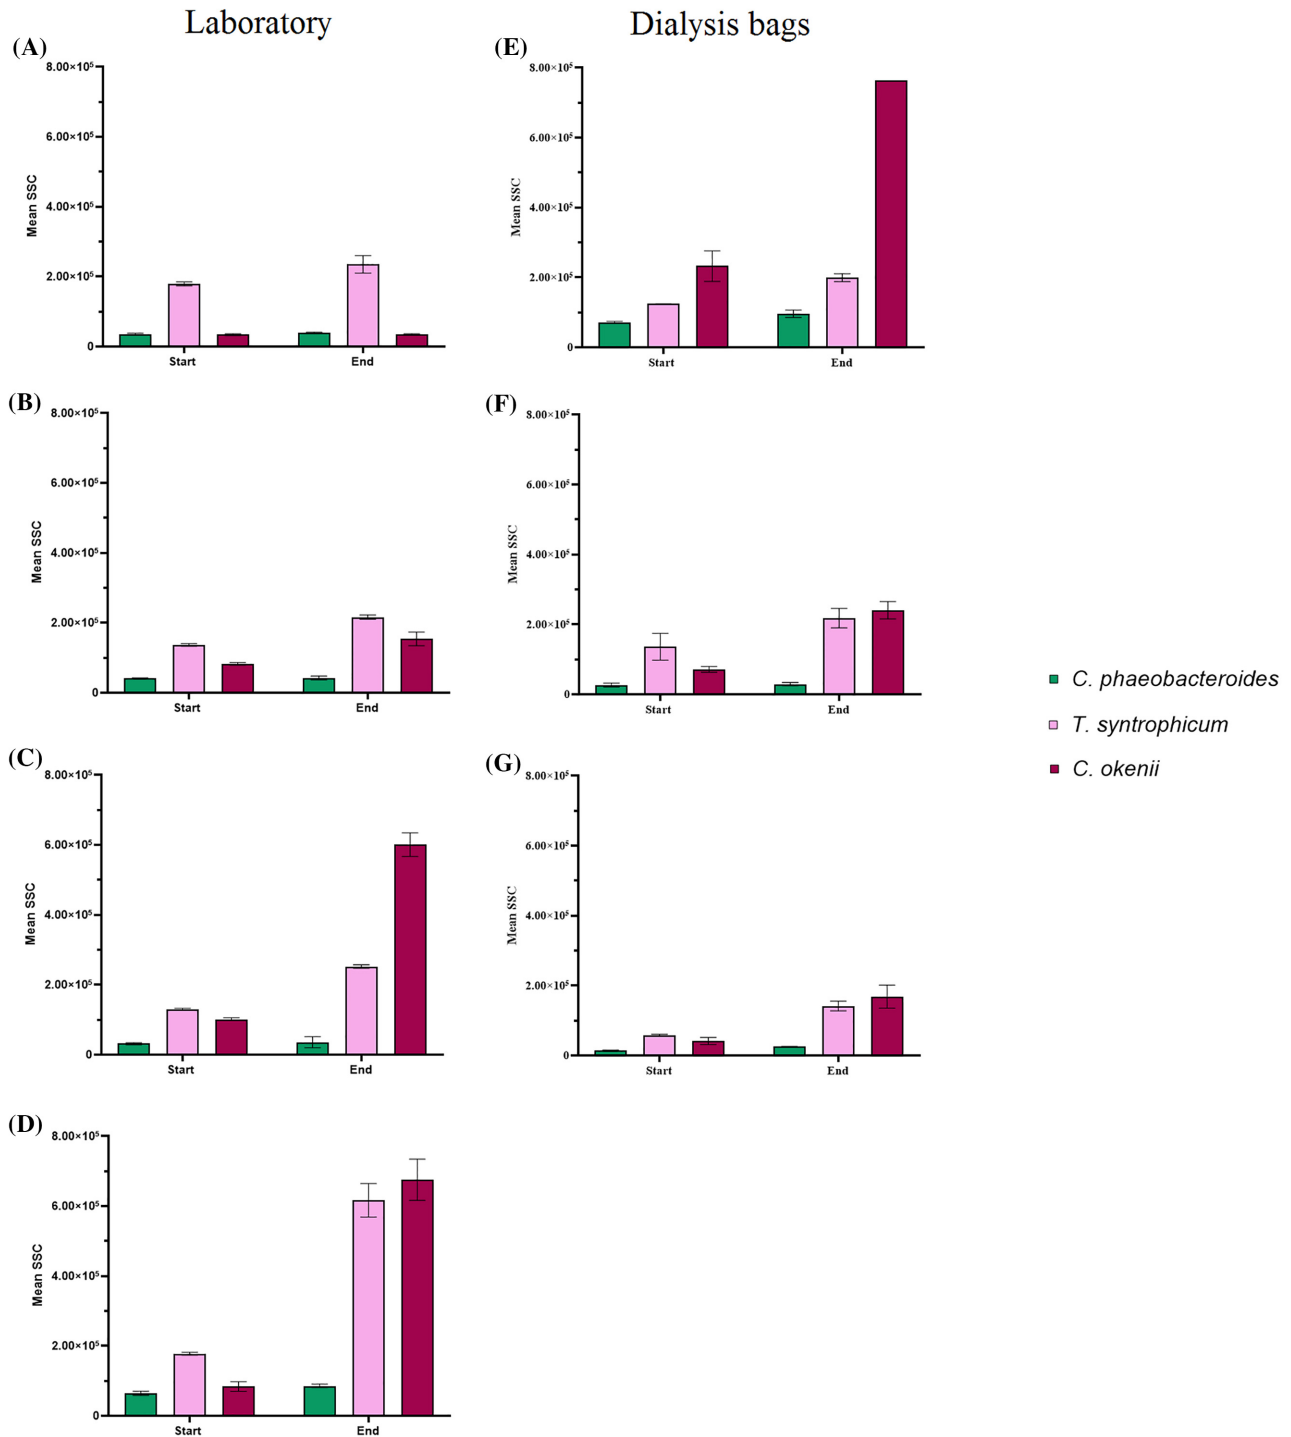 Laboratory
Dialysis bags
(A)
8.00×10⁵
6.00×10⁵
4.00×10⁵
2.00×10⁵
0
Mean SSC
Start
End
(E)
8.00×10⁵
6.00×10⁵
4.00×10⁵
2.00×10⁵
0
Mean SSC
Start
End
(B)
8.00×10⁵
6.00×10⁵
4.00×10⁵
2.00×10⁵
0
Mean SSC
Start
End
(F)
8.00×10⁵
6.00×10⁵
4.00×10⁵
2.00×10⁵
0
Mean SSC
Start
End
(C)
8.00×10⁵
6.00×10⁵
4.00×10⁵
2.00×10⁵
0
Mean SSC
Start
End
(G)
8.00×10⁵
6.00×10⁵
4.00×10⁵
2.00×10⁵
0
Mean SSC
Start
End
(D)
8.00×10⁵
6.00×10⁵
4.00×10⁵
2.00×10⁵
0
Mean SSC
Start
End
C. phaeobacteroides
T. syntrophicum
C. okenii